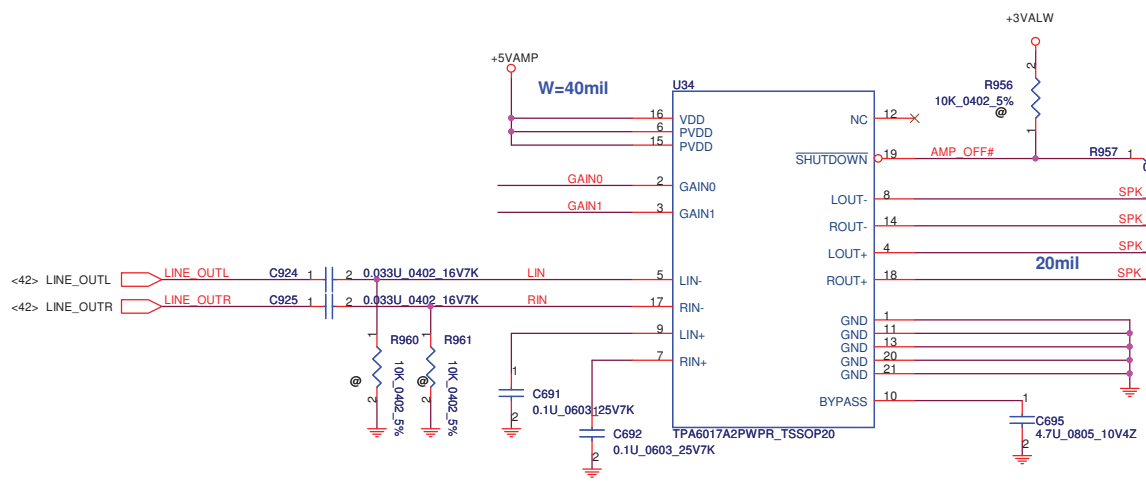 +3VALW
+5VAMP
W=40mil
U34
2
R956
10K_0402_5%
@
1
16 VDD
6 PVDD
15 PVDD
NC 12
SHUTDOWN 19 AMP_OFF# R957 1
GAIN0 2 GAIN0
GAIN1 3 GAIN1
LOUT- 8 SPK_
ROUT- 14 SPK_
LOUT+ 4 SPK_
20mil
ROUT+ 18 SPK_
<42> LINE_OUTL LINE_OUTL C924 1 2 0.033U_0402_16V7K LIN 5 LIN-
<42> LINE_OUTR LINE_OUTR C925 1 2 0.033U_0402_16V7K RIN 17 RIN-
9 LIN+
7 RIN+
GND 1
GND 11
GND 13
GND 20
GND 21
BYPASS 10
1
R960
10K_0402_5%
@
2
1
R961
10K_0402_5%
@
2
1
C691
0.1U_0603_25V7K
2
1
C692
0.1U_0603_25V7K
2
1
C695
4.7U_0805_10V4Z
2
TPA6017A2PWPR_TSSOP20